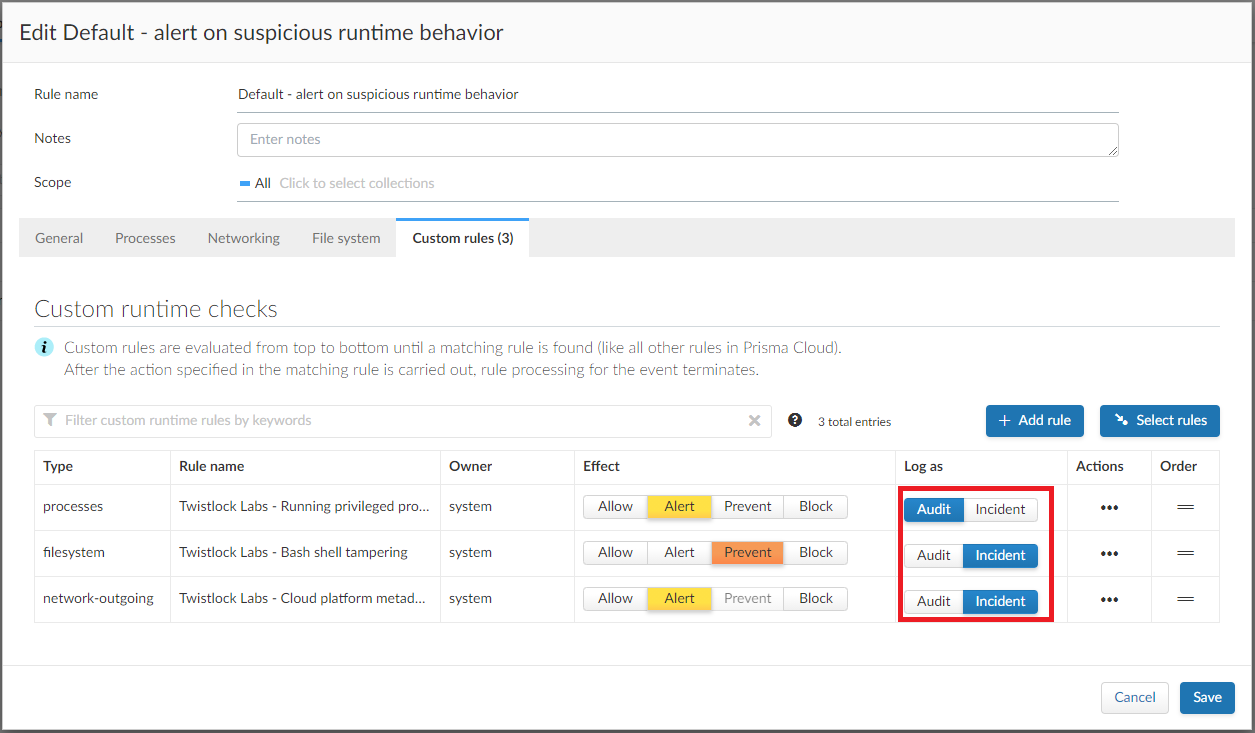 Edit Default - alert on suspicious runtime behavior
Rule name
Default - alert on suspicious runtime behavior
Notes
Enter notes
Scope
All Click to select collections
General Processes Networking File system Custom rules (3)
Custom runtime checks
i Custom rules are evaluated from top to bottom until a matching rule is found (like all other rules in Prisma Cloud).
After the action specified in the matching rule is carried out, rule processing for the event terminates.
Filter custom runtime rules by keywords ? 3 total entries + Add rule Select rules
Type Rule name Owner Effect Log as Actions Order
processes Twistlock Labs - Running privileged pro... system Allow Alert Prevent Block Audit Incident
filesystem Twistlock Labs - Bash shell tampering system Allow Alert Prevent Block Audit Incident
network-outgoing Twistlock Labs - Cloud platform metad... system Allow Alert Prevent Block Audit Incident
Cancel Save